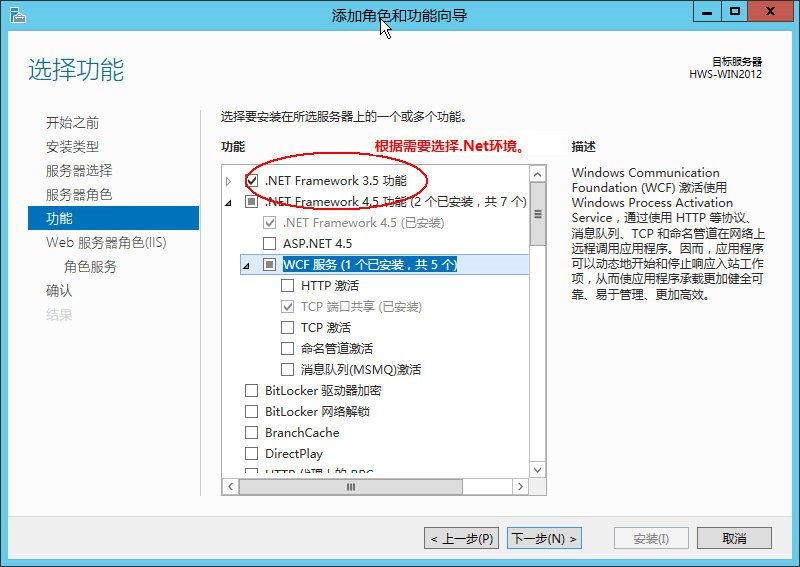 添加角色和功能向导
选择功能
目标服务器
HWS-WIN2012
开始之前
安装类型
服务器选择
服务器角色
功能
Web 服务器角色(IIS)
角色服务
确认
结果
选择要安装在所选服务器上的一个或多个功能。
功能
根据需要选择.Net环境。
.NET Framework 3.5 功能
.NET Framework 4.5 功能 (2 个已安装，共 7 个)
.NET Framework 4.5 (已安装)
ASP.NET 4.5
WCF 服务 (1 个已安装，共 5 个)
HTTP 激活
TCP 端口共享 (已安装)
TCP 激活
命名管道激活
消息队列(MSMQ)激活
BitLocker 驱动器加密
BitLocker 网络解锁
BranchCache
DirectPlay
HTTP 代理上的 RPC
描述
Windows Communication
Foundation (WCF) 激活使用
Windows Process Activation
Service，通过使用 HTTP 等协议、
消息队列、TCP 和命名管道在网络上
远程调用应用程序。因而，应用程序
可以动态地开始和停止响应入站工作
项，从而使应用程序承载更加健全可
靠、易于管理、更加高效。
< 上一步(P)
下一步(N) >
安装(I)
取消